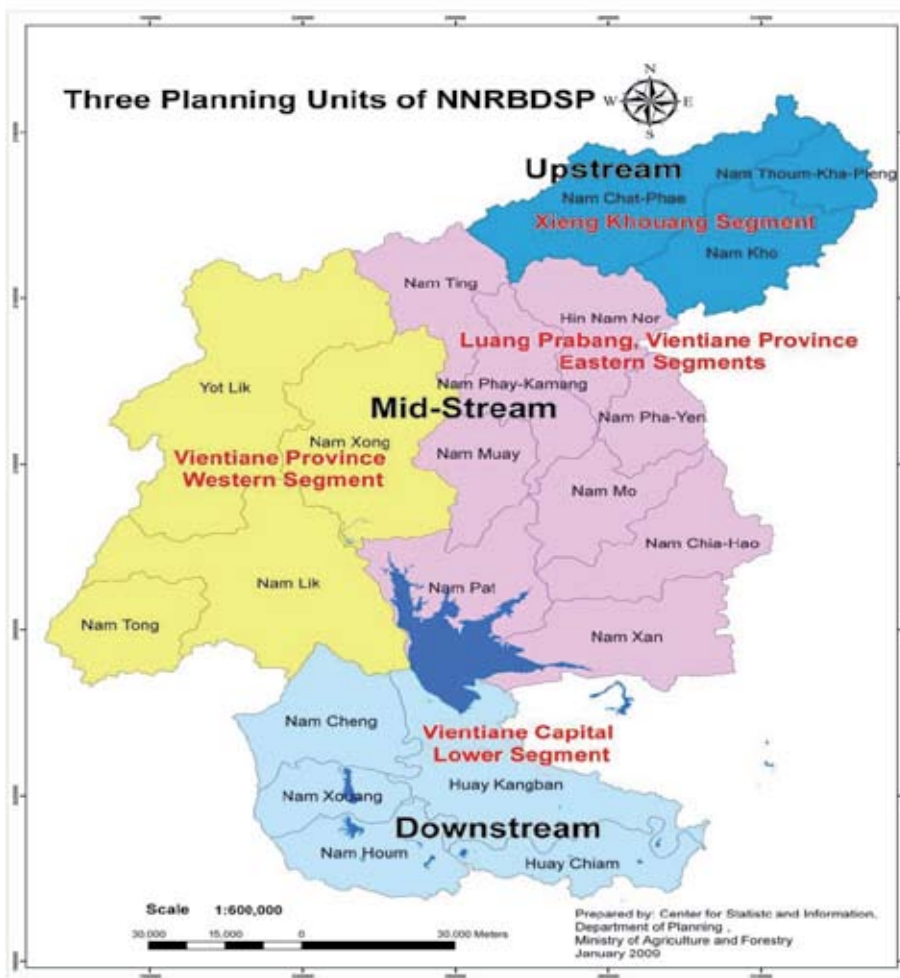 Three Planning Units of NNRBDSP
N
W
E
S
Upstream
Nam Thoum-Kha-Pleng
Nam Chat-Phae
Xieng Khouang Segment
Nam Kho
Nam Ting
Hin Nam Nor
Luang Prabang, Vientiane Province
Eastern Segments
Yot Lik
Nam Phay-Kamang
Mid-Stream
Nam Pha-Yen
Nam Xong
Nam Muay
Vientiane Province
Western Segment
Nam Mo
Nam Chia-Hao
Nam Lik
Nam Pat
Nam Tong
Nam Xan
Nam Cheng
Vientiane Capital
Lower Segment
Huay Kangban
Nam Xouang
Downstream
Nam Houm
Huay Chiam
Scale 1:600,000
30,000 15,000 0 30,000 Meters
Prepared by: Center for Statistc and Information,
Department of Planning ,
Ministry of Agriculture and Forestry
January 2009